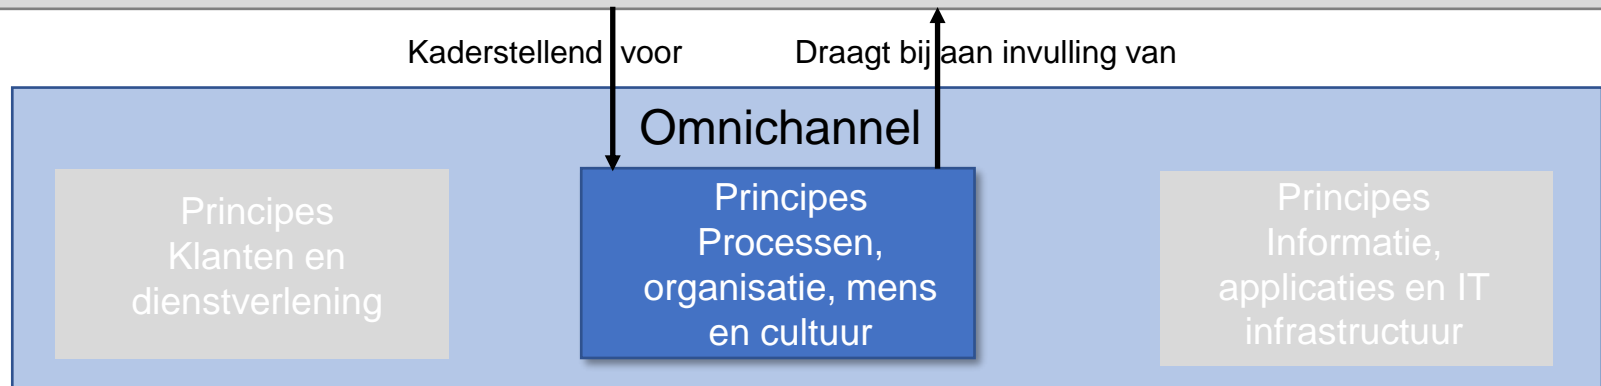 Kaderstellend voor
Draagt bij aan invulling van
Omnichannel
Principes
Klanten en
dienstverlening
Principes
Processen,
organisatie, mens
en cultuur
Principes
Informatie,
applicaties en IT
infrastructuur